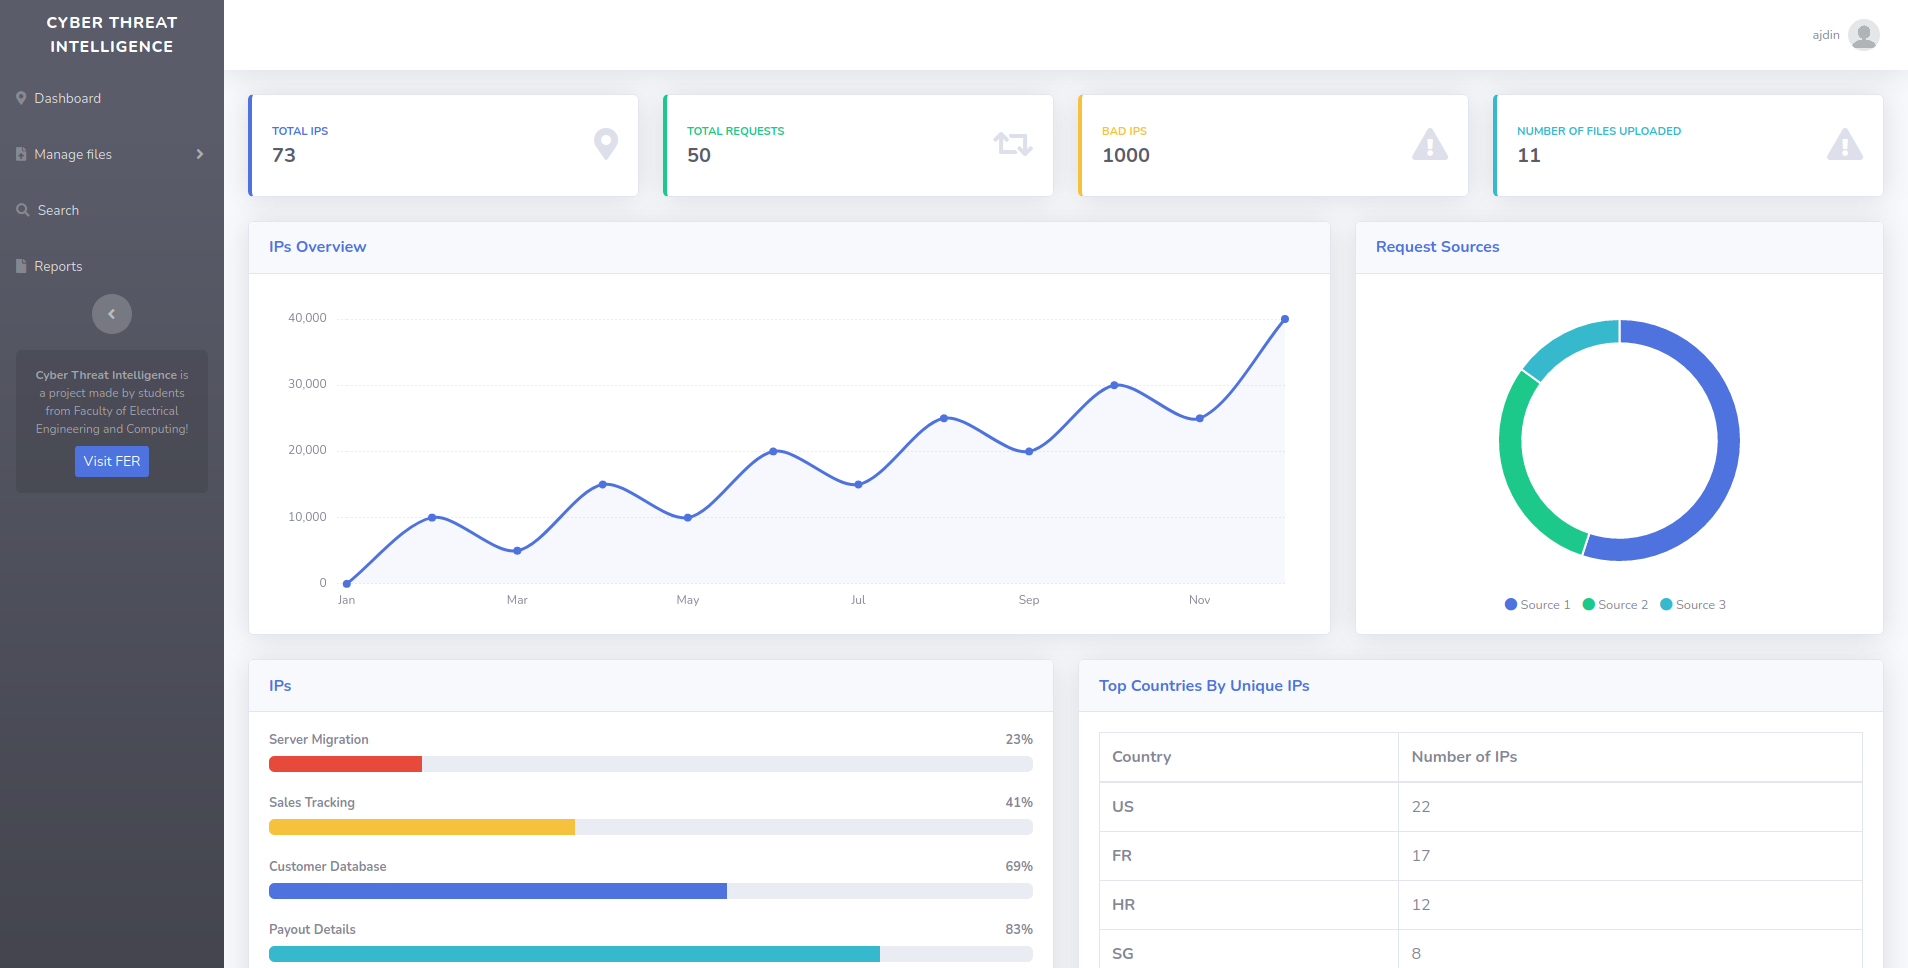 CYBER THREAT
INTELLIGENCE
Dashboard
Manage files
Search
Reports
Cyber Threat Intelligence is
a project made by students
from Faculty of Electrical
Engineering and Computing!
Visit FER
ajdin
TOTAL IPS
73
TOTAL REQUESTS
50
BAD IPS
1000
NUMBER OF FILES UPLOADED
11
IPs Overview
40,000
30,000
20,000
10,000
0
Jan Mar May Jul Sep Nov
Request Sources
Source 1 Source 2 Source 3
IPs
Server Migration 23%
Sales Tracking 41%
Customer Database 69%
Payout Details 83%
Top Countries By Unique IPs
Country Number of IPs
US 22
FR 17
HR 12
SG 8